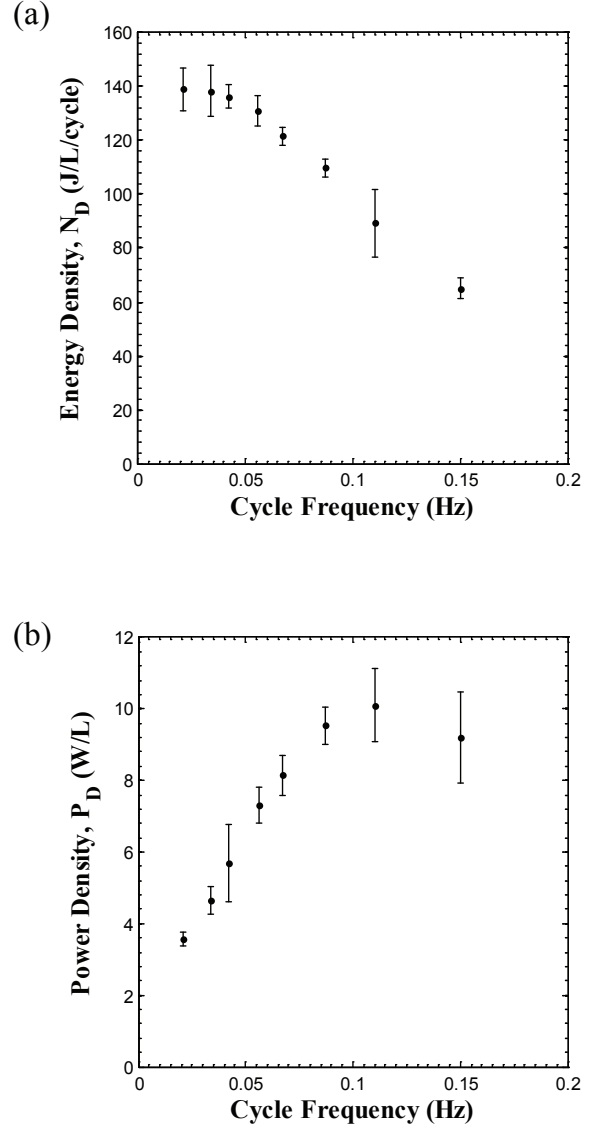 (a)
160
140
120
100
80
60
40
20
0
0 0.05 0.1 0.15 0.2
Energy Density, N_D (J/L/cycle)
Cycle Frequency (Hz)
(b)
12
10
8
6
4
2
0
0 0.05 0.1 0.15 0.2
Power Density, P_D (W/L)
Cycle Frequency (Hz)